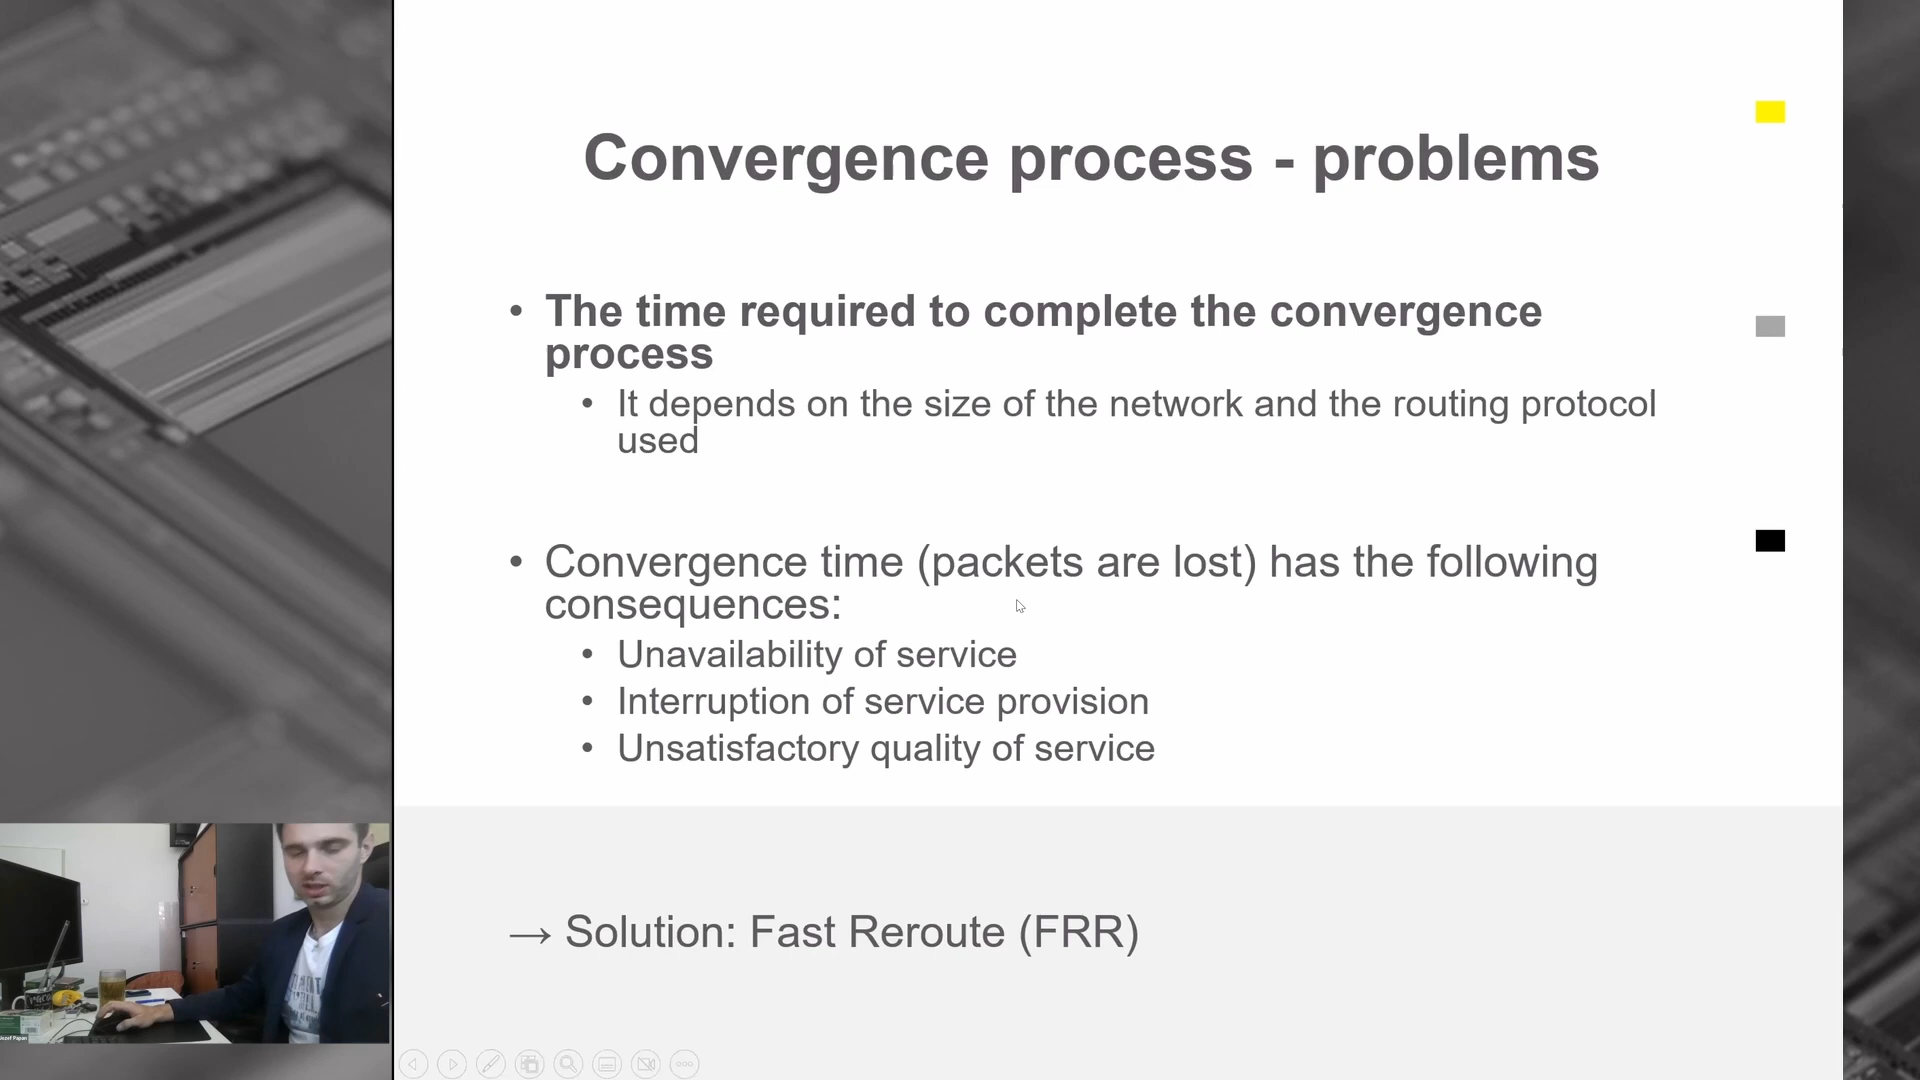 Convergence process - problems
• The time required to complete the convergence
process
• It depends on the size of the network and the routing protocol
used
• Convergence time (packets are lost) has the following
consequences:
• Unavailability of service
• Interruption of service provision
• Unsatisfactory quality of service
→ Solution: Fast Reroute (FRR)
Jozef Papan